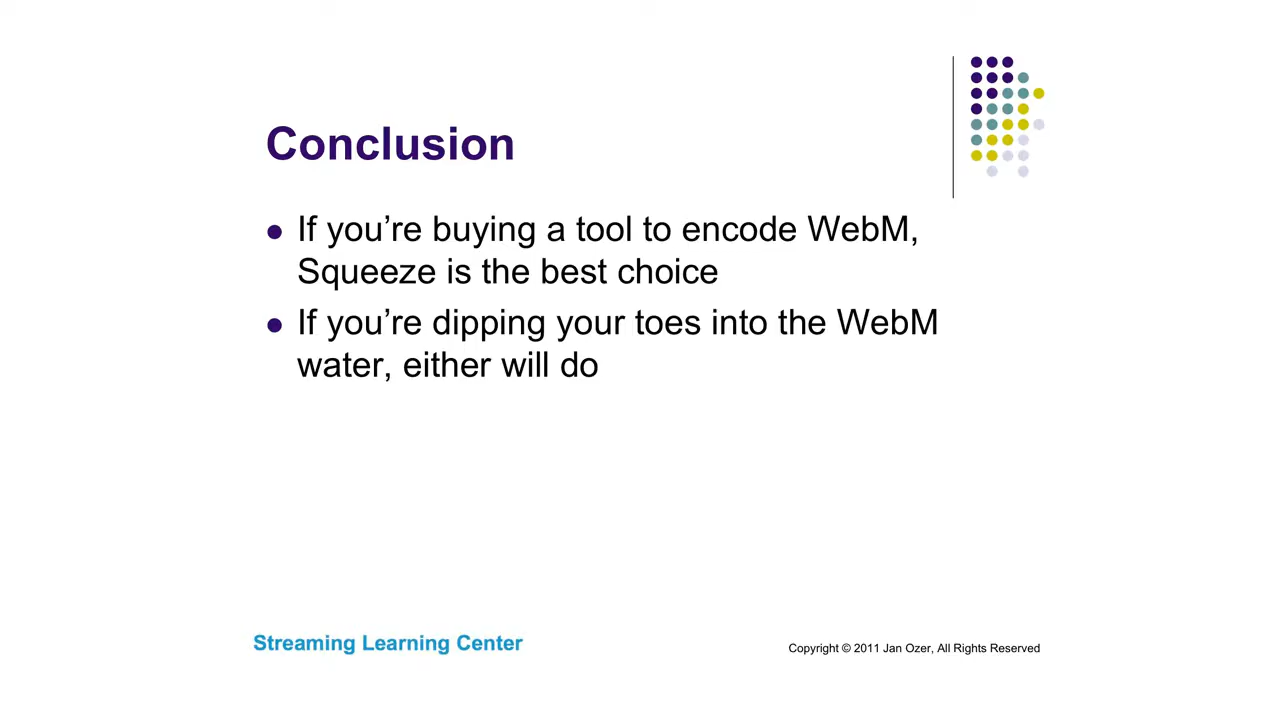 Conclusion
If you’re buying a tool to encode WebM,
Squeeze is the best choice
If you’re dipping your toes into the WebM
water, either will do
Streaming Learning Center
Copyright © 2011 Jan Ozer, All Rights Reserved